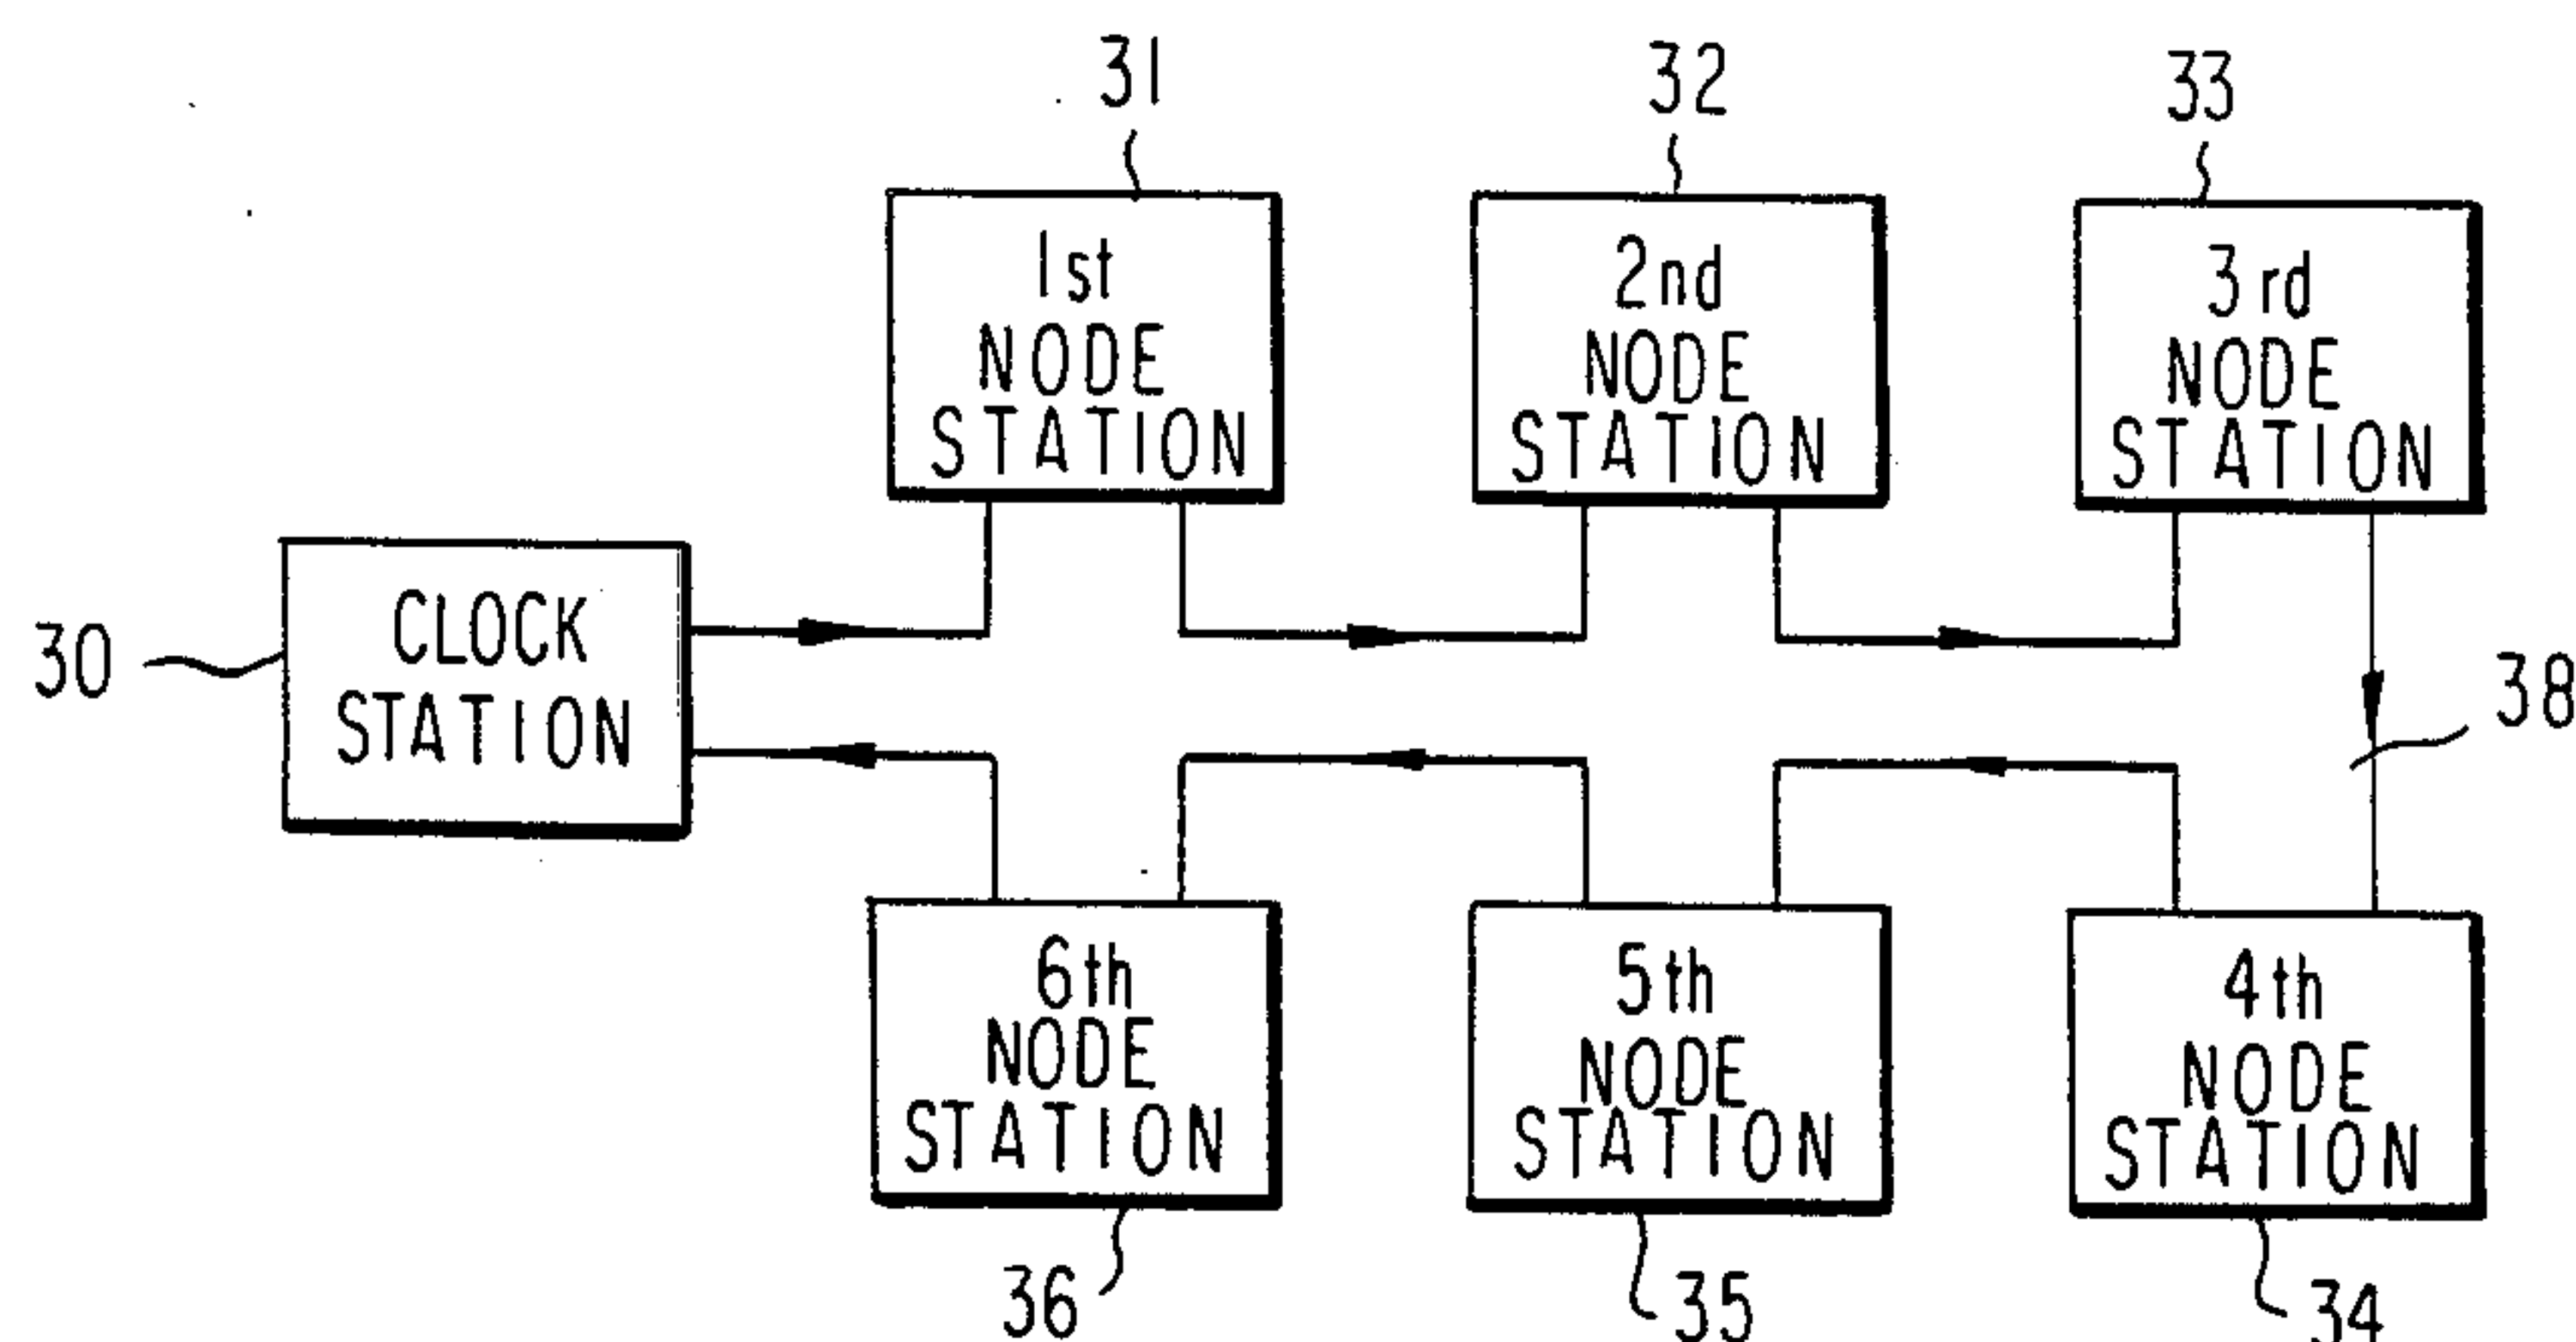 31
32
33
1st
NODE
STATION
2nd
NODE
STATION
3rd
NODE
STATION
30
CLOCK
STATION
38
6th
NODE
STATION
5th
NODE
STATION
4th
NODE
STATION
36
35
34